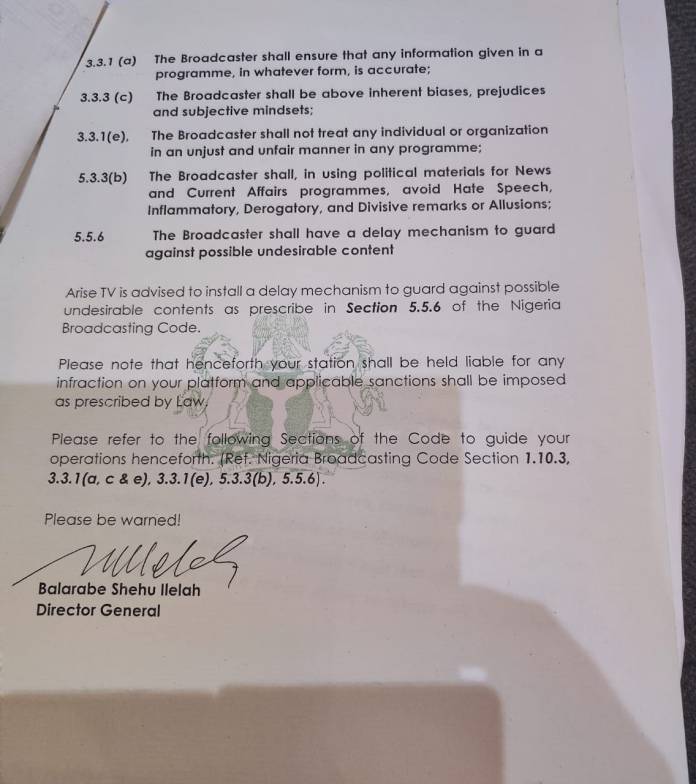 3.3.1 (a) The Broadcaster shall ensure that any information given in a
programme, in whatever form, is accurate;
3.3.3 (c) The Broadcaster shall be above inherent biases, prejudices
and subjective mindsets;
3.3.1(e), The Broadcaster shall not treat any individual or organization
in an unjust and unfair manner in any programme;
5.3.3(b) The Broadcaster shall, in using political materials for News
and Current Affairs programmes, avoid Hate Speech,
Inflammatory, Derogatory, and Divisive remarks or Allusions;
5.5.6 The Broadcaster shall have a delay mechanism to guard
against possible undesirable content
Arise TV is advised to install a delay mechanism to guard against possible
undesirable contents as prescribe in Section 5.5.6 of the Nigeria
Broadcasting Code.
Please note that henceforth your station shall be held liable for any
infraction on your platform and applicable sanctions shall be imposed
as prescribed by Law.
Please refer to the following Sections of the Code to guide your
operations henceforth. (Ref. Nigeria Broadcasting Code Section 1.10.3,
3.3.1(a, c & e), 3.3.1(e), 5.3.3(b), 5.5.6).
Please be warned!
Balarabe Shehu Ilelah
Director General